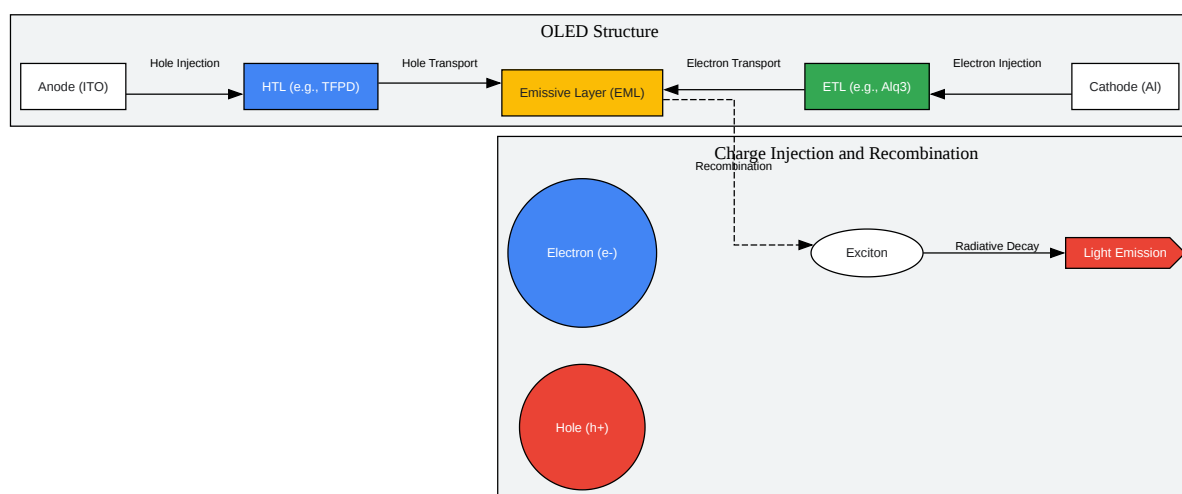 OLED Structure
Anode (ITO)
Hole Injection
HTL (e.g., TFPD)
Hole Transport
Emissive Layer (EML)
Electron Transport
ETL (e.g., Alq3)
Electron Injection
Cathode (Al)
Charge Injection and Recombination
Recombination
Electron (e-)
Exciton
Radiative Decay
Light Emission
Hole (h+)